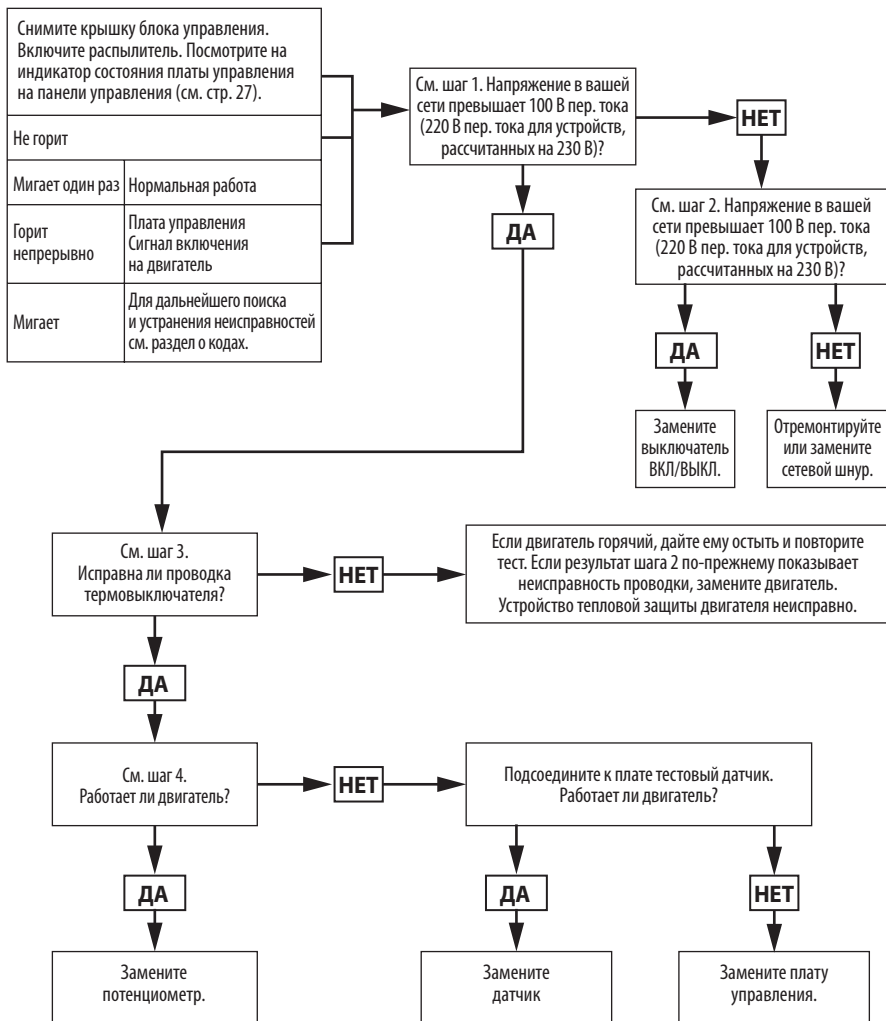 Снимите крышку блока управления.
Включите распылитель. Посмотрите на
индикатор состояния платы управления
на панели управления (см. стр. 27).
Не горит
Мигает один раз
Нормальная работа
Горит
непрерывно
Плата управления
Сигнал включения
на двигатель
Мигает
Для дальнейшего поиска
и устранения неисправностей
см. раздел о кодах.
См. шаг 1. Напряжение в вашей
сети превышает 100 В пер. тока
(220 В пер. тока для устройств,
рассчитанных на 230 В)?
НЕТ
ДА
См. шаг 2. Напряжение в вашей
сети превышает 100 В пер. тока
(220 В пер. тока для устройств,
рассчитанных на 230 В)?
ДА
НЕТ
Замените
выключатель
ВКЛ/ВЫКЛ.
Отремонтируйте
или замените
сетевой шнур.
См. шаг 3.
Исправна ли проводка
термовыключателя?
НЕТ
Если двигатель горячий, дайте ему остыть и повторите
тест. Если результат шага 2 по-прежнему показывает
неисправность проводки, замените двигатель.
Устройство тепловой защиты двигателя неисправно.
ДА
См. шаг 4.
Работает ли двигатель?
НЕТ
Подсоедините к плате тестовый датчик.
Работает ли двигатель?
ДА
ДА
НЕТ
Замените
потенциометр.
Замените
датчик
Замените плату
управления.